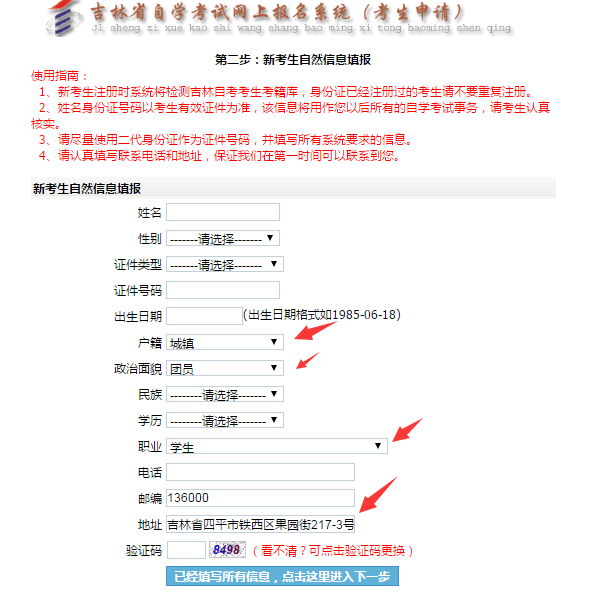 吉林省自学考试网上报名系统（考生申请）
Jl sheng zi xue kao shi wang shang bao ming xi tong baoming shen qing
第二步：新考生自然信息填报
使用指南：
1、新考生注册时系统将检测吉林自考考生考籍库，身份证已经注册过的考生请不要重复注册。
2、姓名身份证号码以考生有效证件为准，该信息将用作您以后所有的自学考试事务，请考生认真
核实。
3、请尽量使用二代身份证作为证件号码，并填写所有系统要求的信息。
4、请认真填写联系电话和地址，保证我们在第一时间可以联系到您。
新考生自然信息填报
姓名
性别 -------请选择-------
证件类型 -------请选择-------
证件号码
出生日期 (出生日期格式如1985-06-18)
户籍 城镇
政治面貌 团员
民族 --------请选择-------
学历 --------请选择-------
职业 学生
电话
邮编 136000
地址 吉林省四平市铁西区果园街217-3号
验证码 8498 （看不清？可点击验证码更换）
已经填写所有信息，点击这里进入下一步